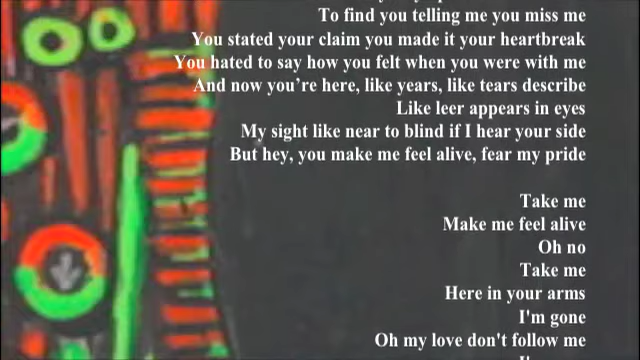 To find you telling me you miss me
You stated your claim you made it your heartbreak
You hated to say how you felt when you were with me
And now you're here, like years, like tears describe
Like leer appears in eyes
My sight like near to blind if I hear your side
But hey, you make me feel alive, fear my pride
Take me
Make me feel alive
Oh no
Take me
Here in your arms
I'm gone
Oh my love don't follow me